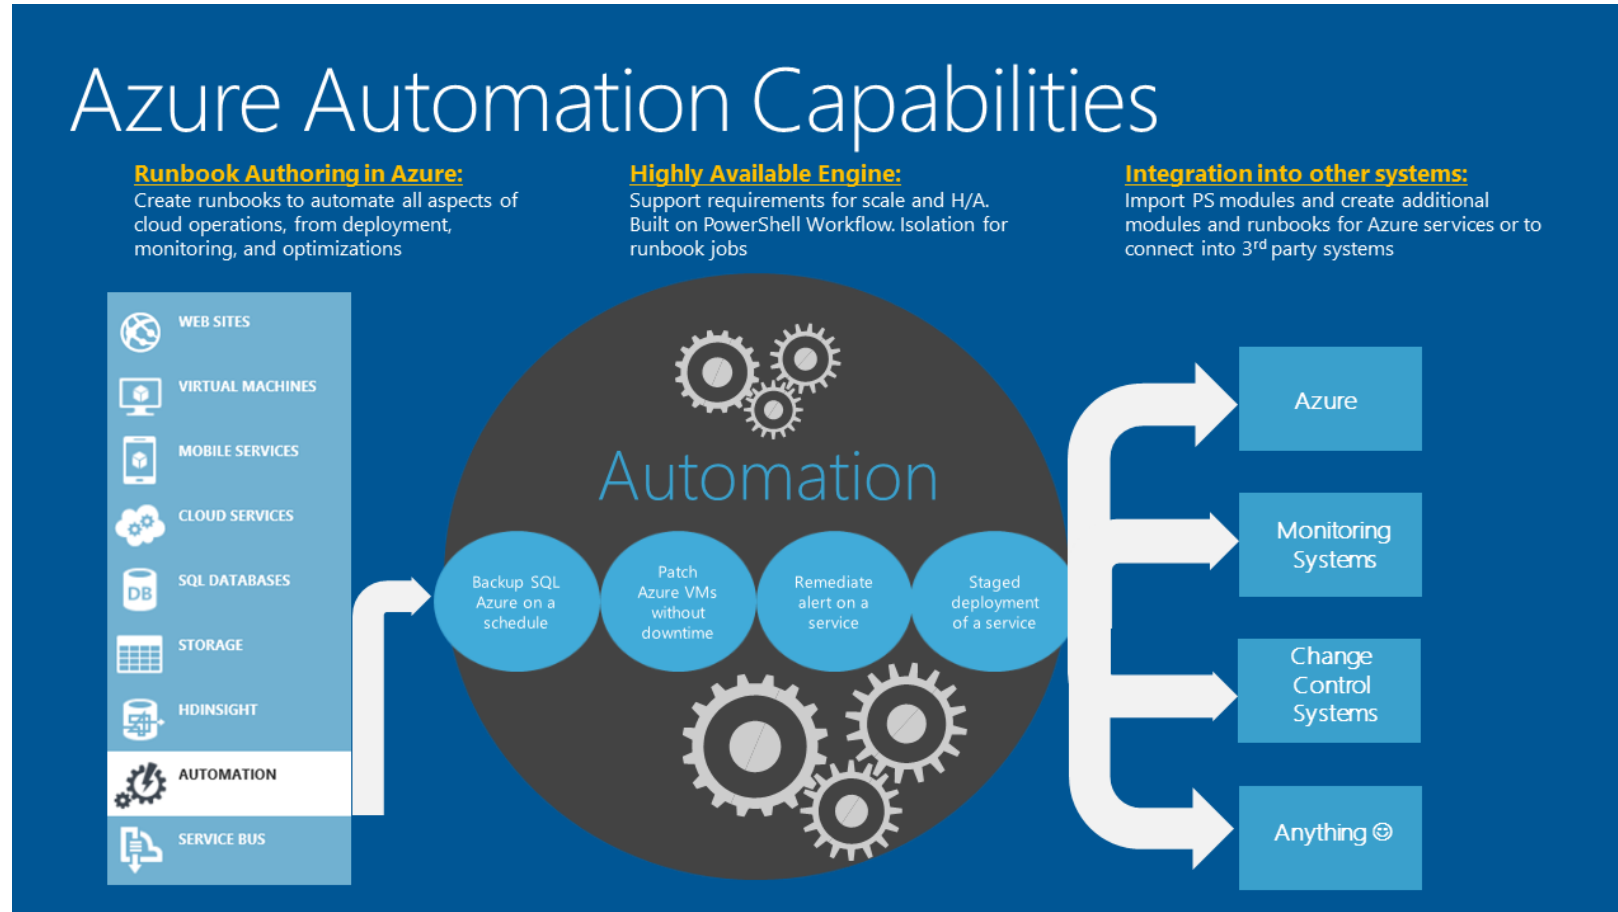 Azure Automation Capabilities
Runbook Authoring in Azure:
Create runbooks to automate all aspects of
cloud operations, from deployment,
monitoring, and optimizations
Highly Available Engine:
Support requirements for scale and H/A.
Built on PowerShell Workflow. Isolation for
runbook jobs
Integration into other systems:
Import PS modules and create additional
modules and runbooks for Azure services or to
connect into 3rd party systems
WEB SITES
VIRTUAL MACHINES
MOBILE SERVICES
CLOUD SERVICES
SQL DATABASES
DB
STORAGE
HDINSIGHT
AUTOMATION
SERVICE BUS
Automation
Backup SQL
Azure on a
schedule
Patch
Azure VMs
without
downtime
Remediate
alert on a
service
Staged
deployment
of a service
Azure
Monitoring
Systems
Change
Control
Systems
Anything ☺